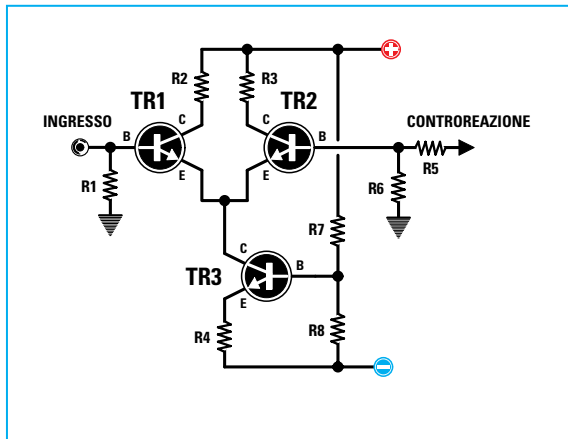 R2
R3
TR1
TR2
INGRESSO
CONTROREAZIONE
C
C
B
B
R1
E
E
R5
R6
R7
C
TR3
B
E
R4
R8